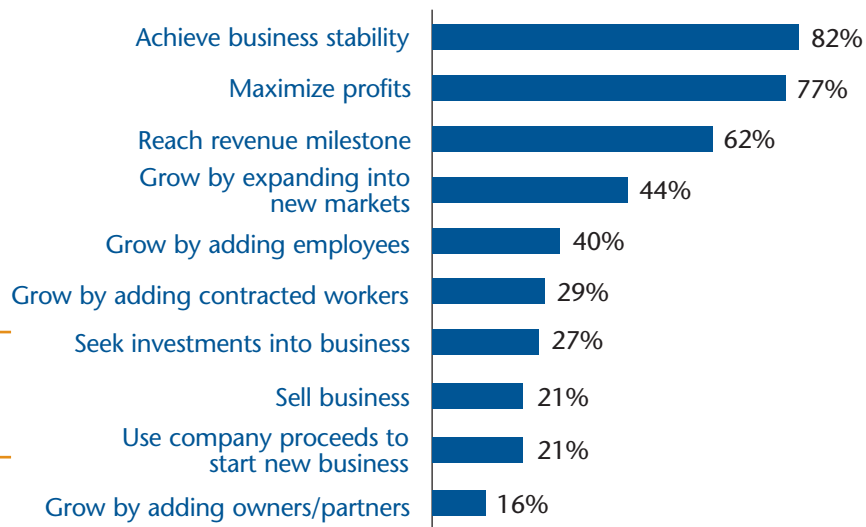 Achieve business stability 82%
Maximize profits 77%
Reach revenue milestone 62%
Grow by expanding into
new markets 44%
Grow by adding employees 40%
Grow by adding contracted workers 29%
Seek investments into business 27%
Sell business 21%
Use company proceeds to
start new business 21%
Grow by adding owners/partners 16%